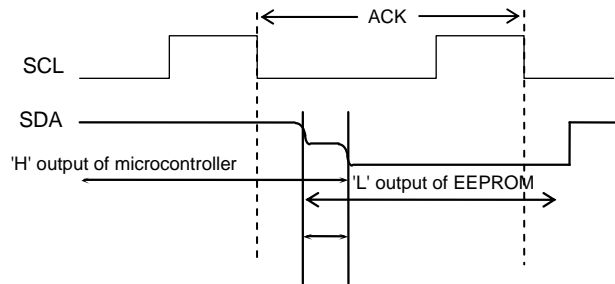 ACK
SCL
SDA
'H' output of microcontroller
'L' output of EEPROM